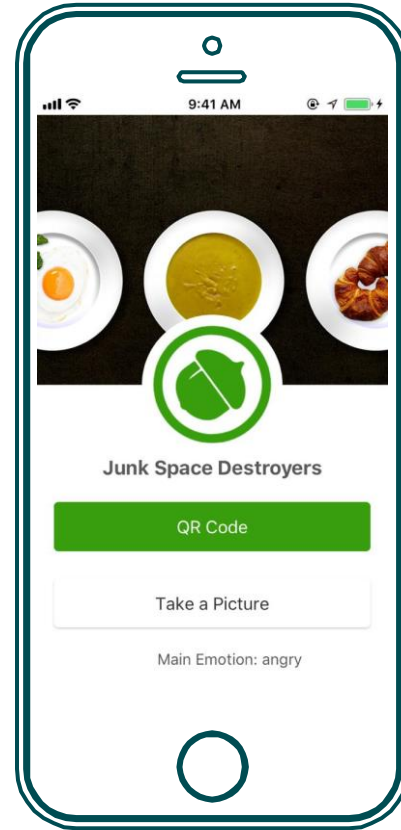 9:41 AM
Junk Space Destroyers
QR Code
Take a Picture
Main Emotion: angry